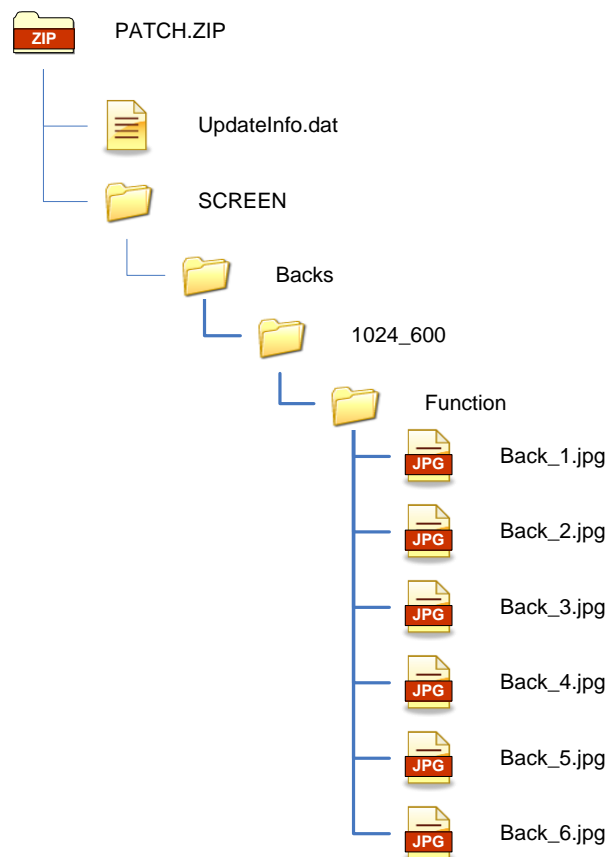 ZIP PATCH.ZIP
UpdateInfo.dat
SCREEN
Backs
1024_600
Function
JPG Back_1.jpg
JPG Back_2.jpg
JPG Back_3.jpg
JPG Back_4.jpg
JPG Back_5.jpg
JPG Back_6.jpg